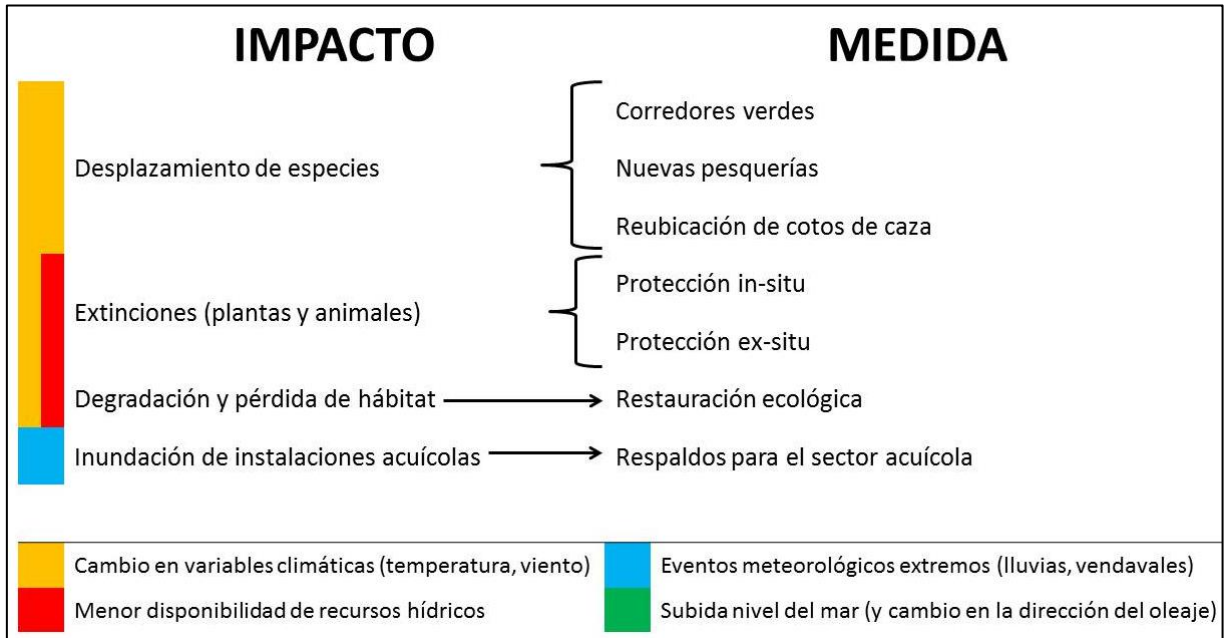 IMPACTO MEDIDA
Corredores verdes
Desplazamiento de especies Nuevas pesquerías
Reubicación de cotos de caza
Protección in-situ
Extinciones (plantas y animales)
Protección ex-situ
Degradación y pérdida de hábitat Restauración ecológica
Inundación de instalaciones acuícolas Respaldos para el sector acuícola
Cambio en variables climáticas (temperatura, viento) Eventos meteorológicos extremos (lluvias, vendavales)
Menor disponibilidad de recursos hídricos Subida nivel del mar (y cambio en la dirección del oleaje)